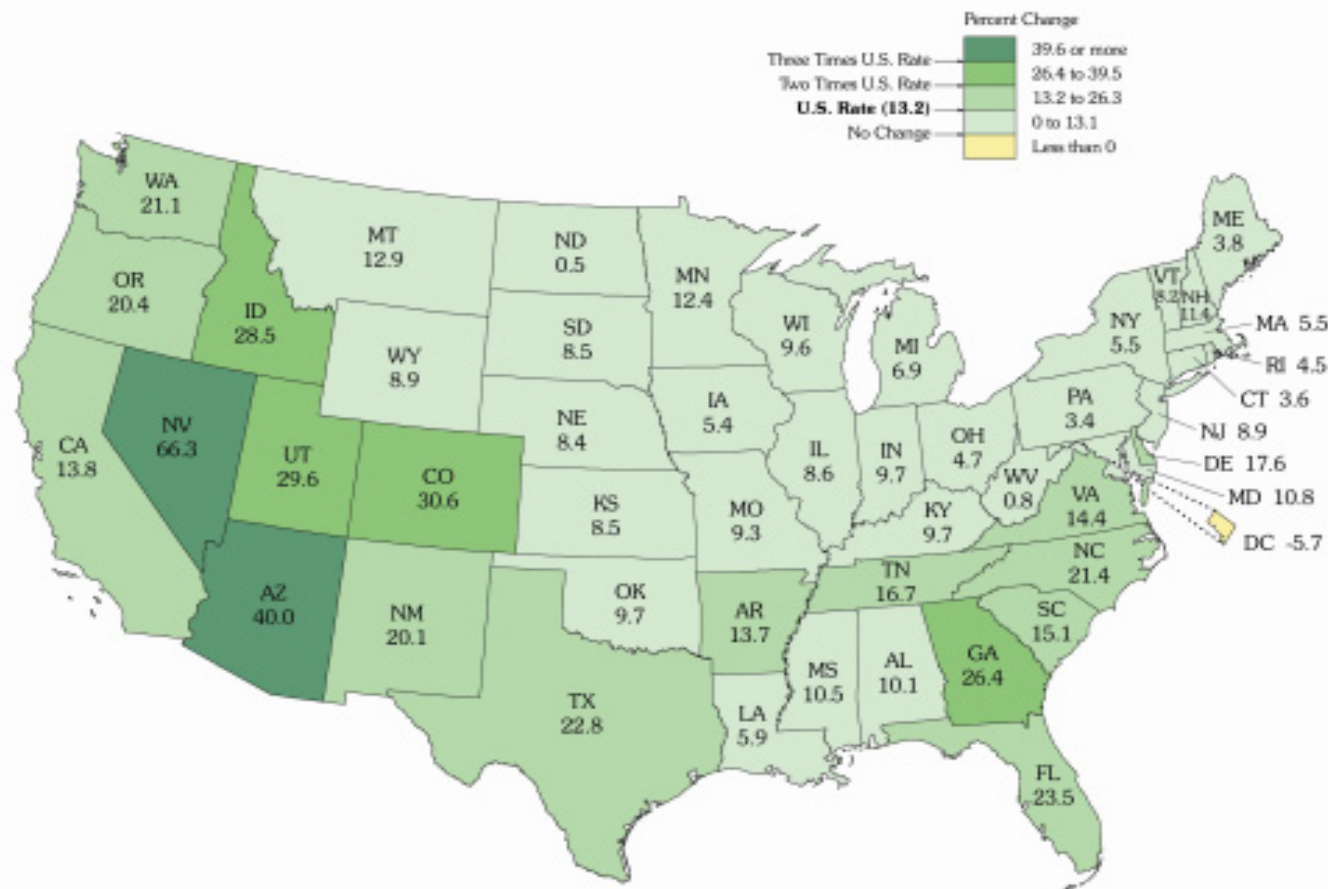 Percent Change
39.6 or more
Three Times U.S. Rate
26.4 to 39.5
Two Times U.S. Rate
13.2 to 26.3
U.S. Rate (13.2)
0 to 13.1
No Change
Less than 0
WA
21.1
OR
20.4
ID
28.5
MT
12.9
WY
8.9
ND
0.5
SD
8.5
NE
8.4
KS
8.5
OK
9.7
MN
12.4
IA
5.4
MO
9.3
AR
13.7
LA
5.9
WI
9.6
IL
8.6
MI
6.9
IN
9.7
OH
4.7
KY
9.7
TN
16.7
MS
10.5
AL
10.1
GA
26.4
FL
23.5
SC
15.1
NC
21.4
VA
14.4
WV
0.8
PA
3.4
NY
5.5
VT
8.2
NH
11.4
ME
3.8
MA 5.5
RI 4.5
CT 3.6
NJ 8.9
DE 17.6
MD 10.8
DC -5.7
CA
13.8
NV
66.3
UT
29.6
CO
30.6
AZ
40.0
NM
20.1
TX
22.8